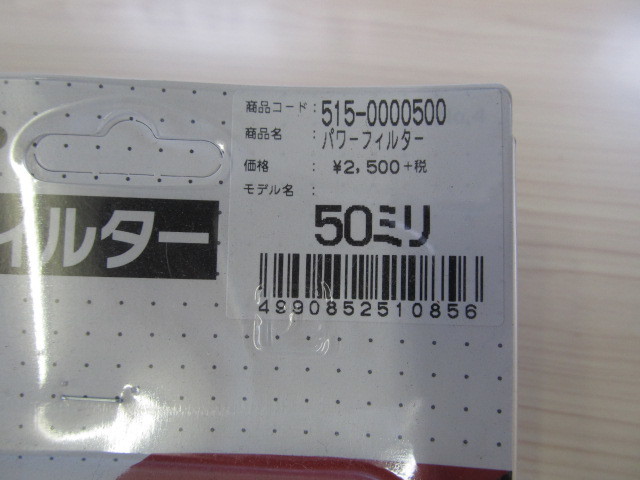 商品コード : 515-0000500
商品名 : パワーフィルター
価格 : ¥2,500+税
モデル名 :
50ミリ
4990852510856
ィルター